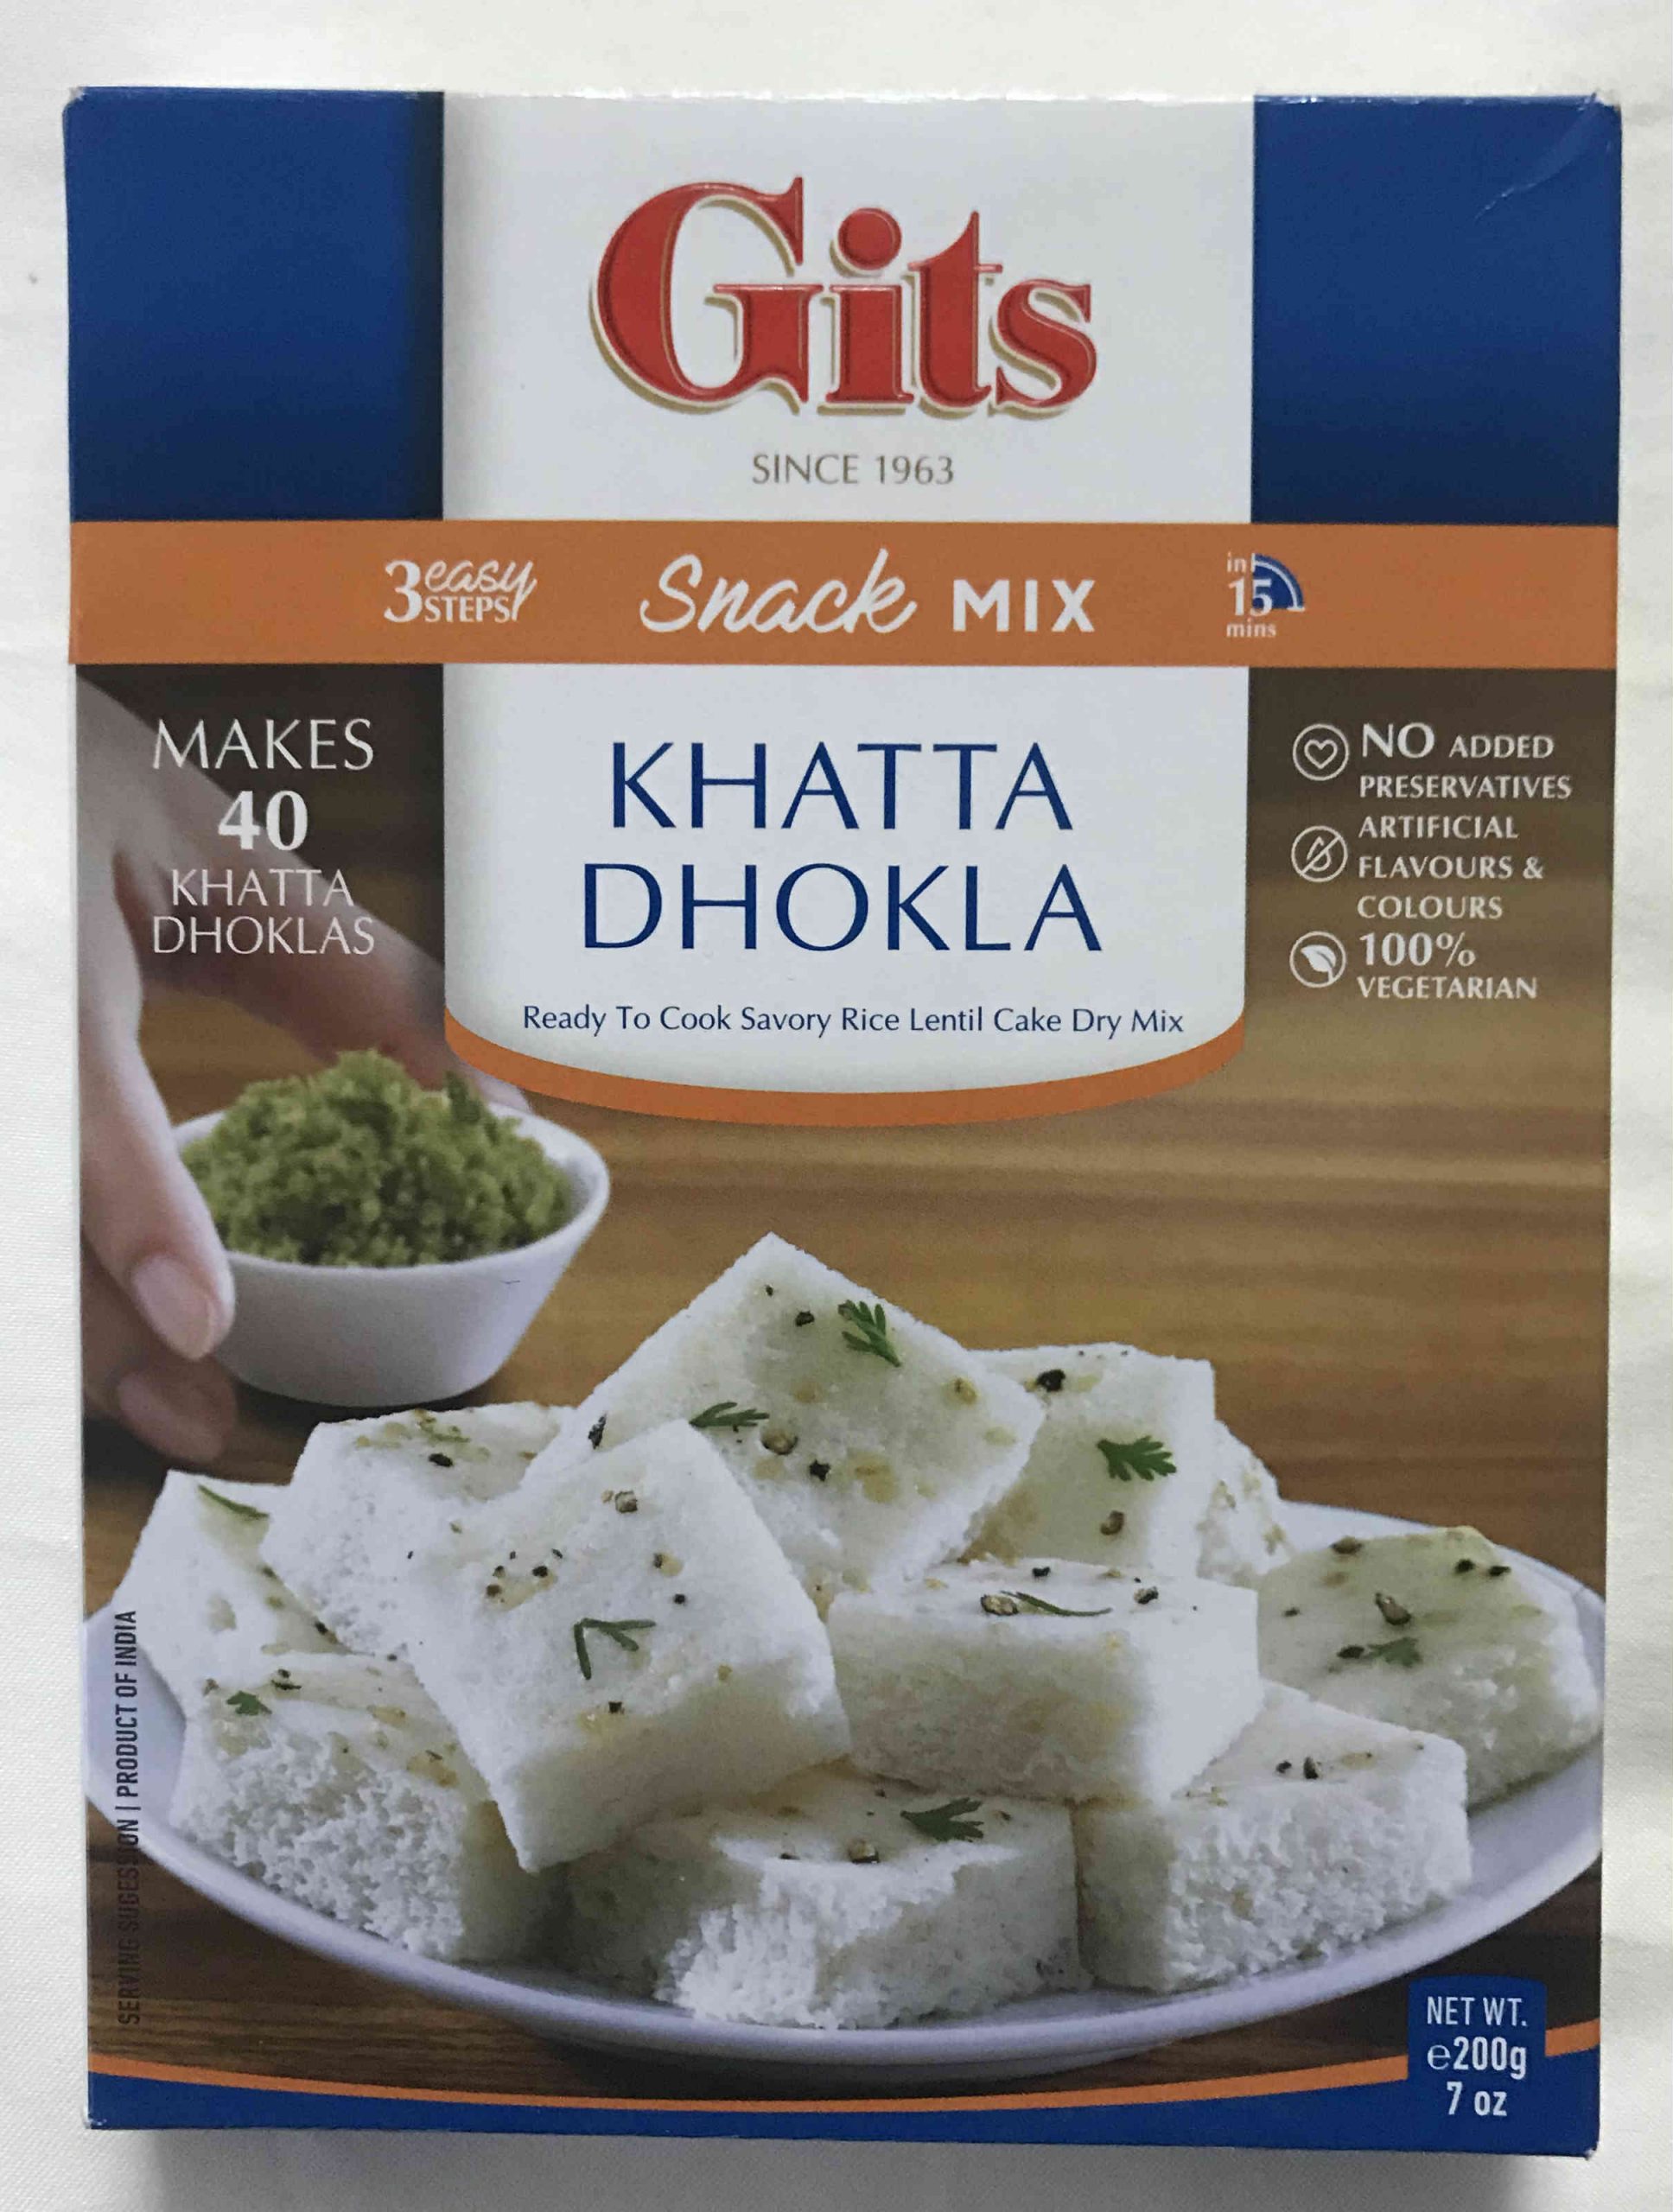 Gits
SINCE 1963
3 easy STEPS
Snack MIX
in 15 mins
MAKES
40
KHATTA
DHOKLAS
KHATTA
DHOKLA
Ready To Cook Savory Rice Lentil Cake Dry Mix
NO ADDED
PRESERVATIVES
ARTIFICIAL
FLAVOURS &
COLOURS
100%
VEGETARIAN
SERVING SUGESSION | PRODUCT OF INDIA
NET WT.
℮200g
7 oz